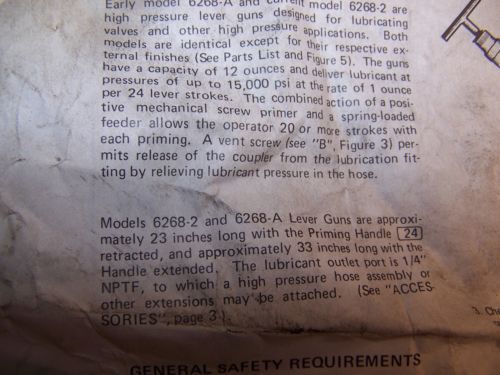 Early model 6268-A and current model 6268-2 are
high pressure lever guns designed for lubricating
valves and other high pressure applications. Both
models are identical except for their respective ex-
ternal finishes (See Parts List and Figure 5). The guns
have a capacity of 12 ounces and deliver lubricant at
pressures of up to 15,000 psi at the rate of 1 ounce
per 24 lever strokes. The combined action of a posi-
tive mechanical screw primer and a spring-loaded
feeder allows the operator 20 or more strokes with
each priming. A vent screw (see "B", Figure 3) per-
mits release of the coupler from the lubrication fit-
ting by relieving lubricant pressure in the hose.
Models 6268-2 and 6268-A Lever Guns are approxi-
mately 23 inches long with the Priming Handle 24
retracted, and approximately 33 inches long with the
Handle extended. The lubricant outlet port is 1/4"
NPTF, to which a high pressure hose assembly or
other extensions may be attached. (See "ACCES-
SORIES", page 3).
GENERAL SAFETY REQUIREMENTS
3. Che